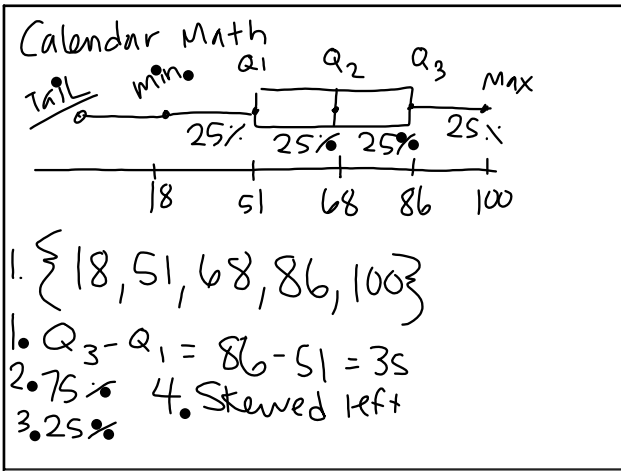 Calendar Math
Tail min. Q1 Q2 Q3 Max
25% 25% 25% 25%
18 51 68 86 100
1. {18, 51, 68, 86, 100}
1. Q3 - Q1 = 86 - 51 = 35
2. 75% 4. Skewed left
3. 25%